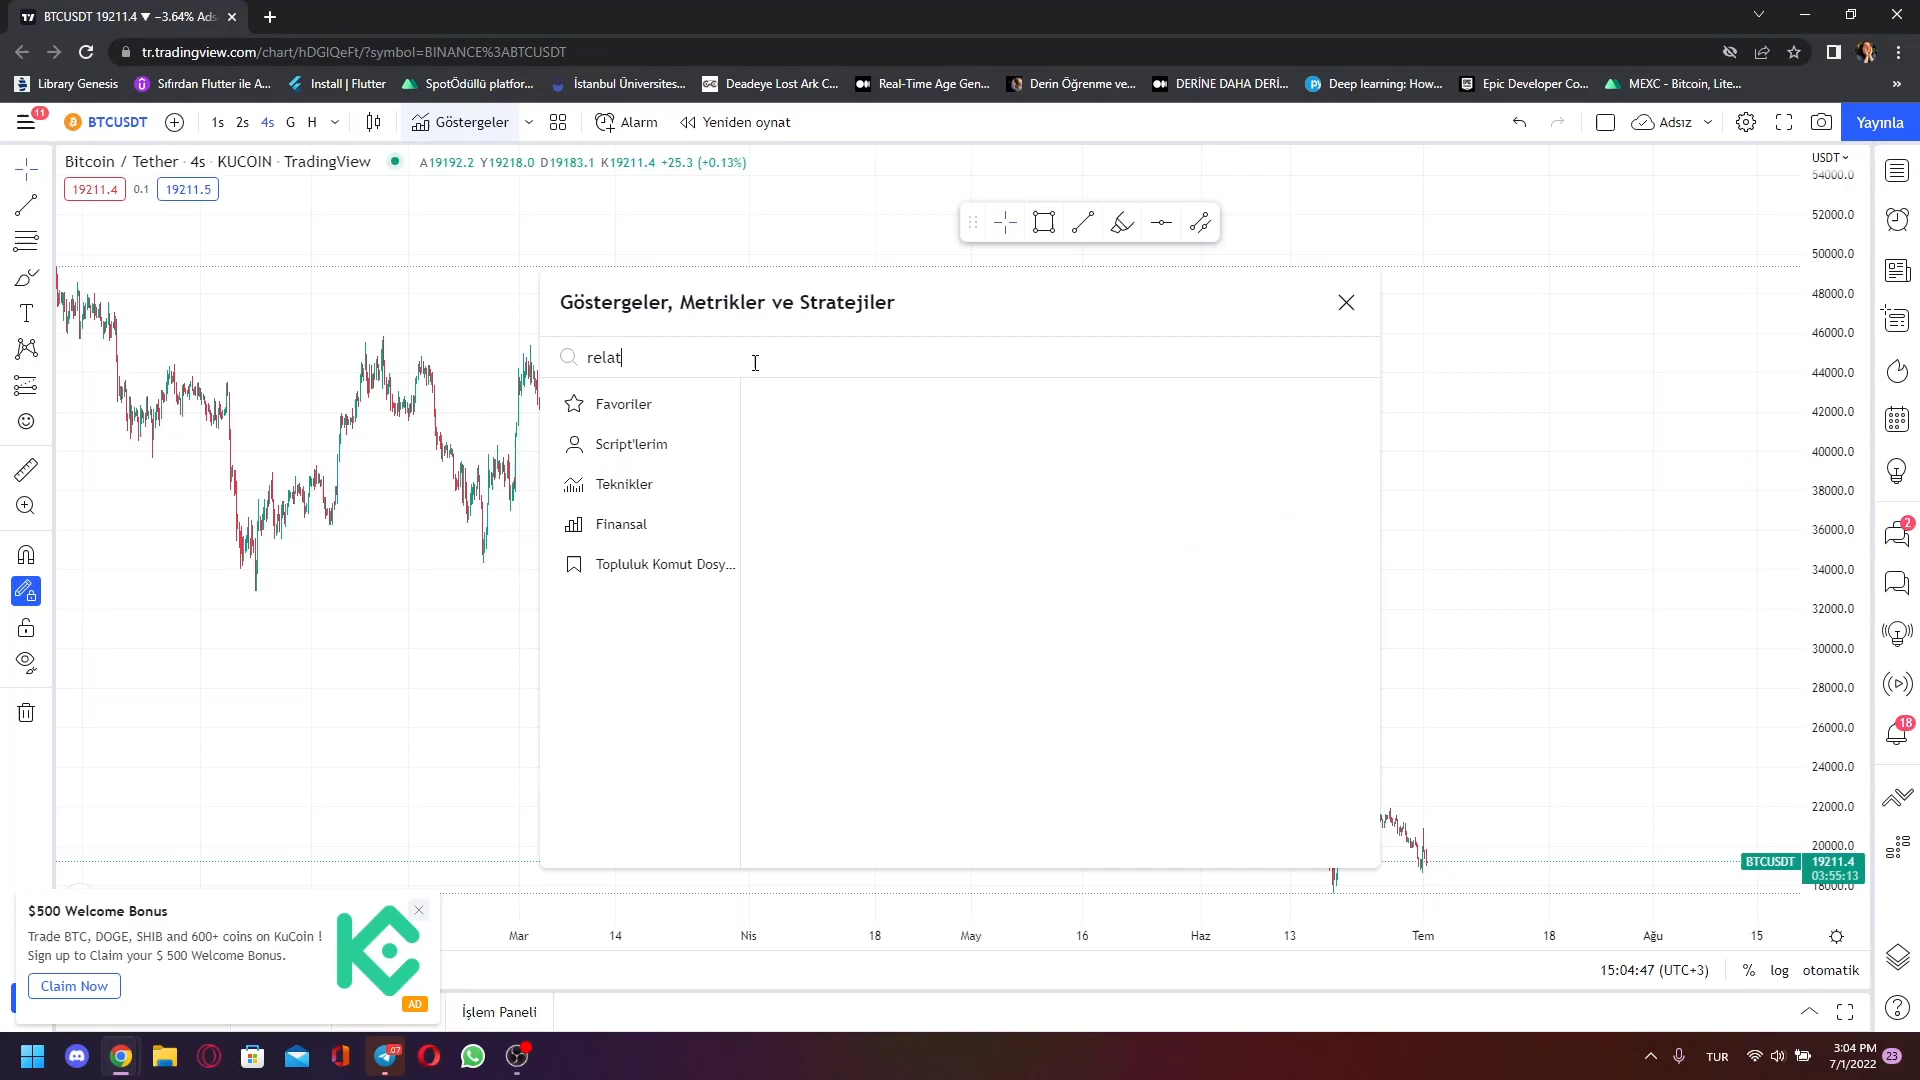 BTCUSDT 19211.4 ▼ −3.64% Ads
tr.tradingview.com/chart/hDGlQeFt/?symbol=BINANCE%3ABTCUSDT
Library Genesis
Sıfırdan Flutter ile A...
Install | Flutter
SpotÖdüllü platfor...
İstanbul Üniversites...
Deadeye Lost Ark C...
Real-Time Age Gen...
Derin Öğrenme ve...
DERİNE DAHA DERİ...
Deep learning: How...
Epic Developer Co...
MEXC - Bitcoin, Lite...
»
11
BTCUSDT
1s 2s 4s G H
Göstergeler
Alarm
Yeniden oynat
Adsız
Yayınla
Bitcoin / Tether · 4s · KUCOIN · TradingView
A19192.2 Y19218.0 D19183.1 K19211.4 +25.3 (+0.13%)
19211.4 0.1 19211.5
USDT
54000.0
52000.0
50000.0
48000.0
46000.0
44000.0
42000.0
40000.0
38000.0
36000.0
34000.0
32000.0
30000.0
28000.0
26000.0
24000.0
22000.0
20000.0
BTCUSDT 19211.4
03:55:13
18000.0
Göstergeler, Metrikler ve Stratejiler
relat
Favoriler
Script'lerim
Teknikler
Finansal
Topluluk Komut Dosy...
2
18
$500 Welcome Bonus
Trade BTC, DOGE, SHIB and 600+ coins on KuCoin !
Sign up to Claim your $ 500 Welcome Bonus.
Claim Now
AD
Mar 14 Nis 18 May 16 Haz 13 Tem 18 Ağu 15
15:04:47 (UTC+3) % log otomatik
İşlem Paneli
TUR
3:04 PM
7/1/2022
23